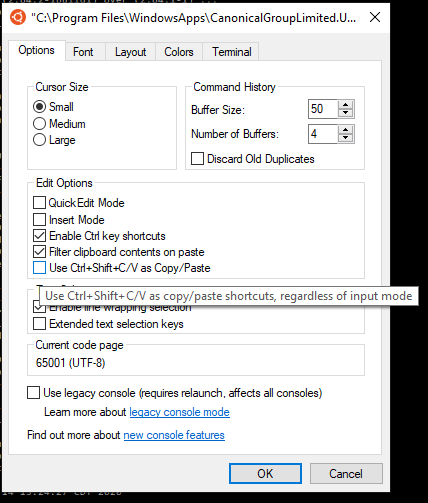 "C:\Program Files\WindowsApps\CanonicalGroupLimited.U...
Options Font Layout Colors Terminal
Cursor Size
Small
Medium
Large
Command History
Buffer Size: 50
Number of Buffers: 4
Discard Old Duplicates
Edit Options
QuickEdit Mode
Insert Mode
Enable Ctrl key shortcuts
Filter clipboard contents on paste
Use Ctrl+Shift+C/V as Copy/Paste
Use Ctrl+Shift+C/V as copy/paste shortcuts, regardless of input mode
Enable line wrapping selection
Extended text selection keys
Current code page
65001 (UTF-8)
Use legacy console (requires relaunch, affects all consoles)
Learn more about legacy console mode
Find out more about new console features
OK Cancel